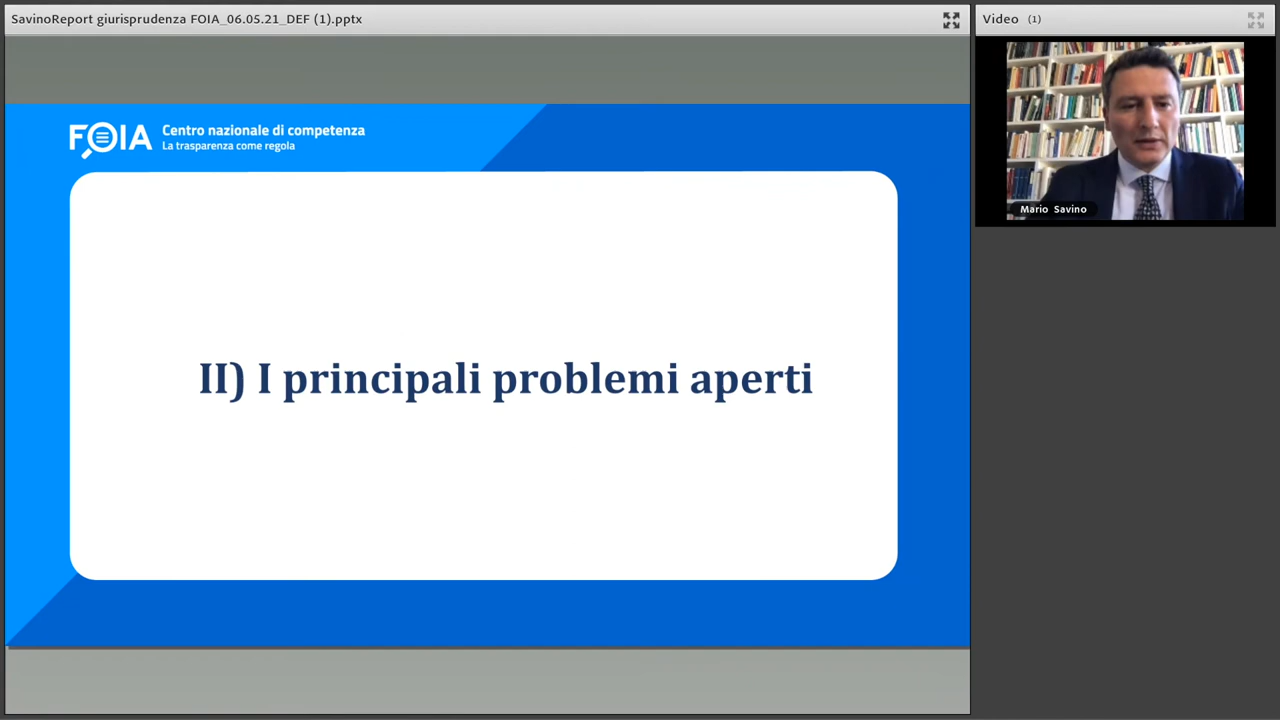 SavinoReport giurisprudenza FOIA_06.05.21_DEF (1).pptx
Video (1)
FOIA
Centro nazionale di competenza
La trasparenza come regola
II) I principali problemi aperti
Mario Savino